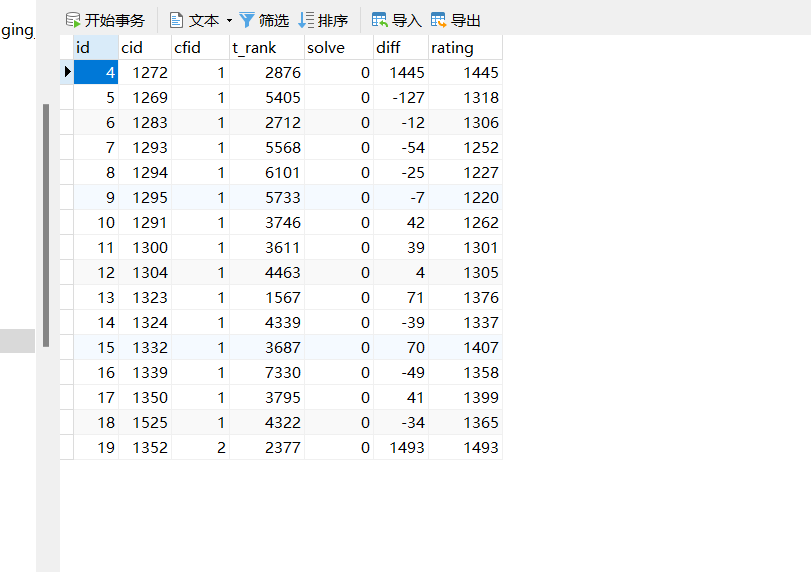 ging_
开始事务 文本 筛选 排序 导入 导出
id cid cfid t_rank solve diff rating
4 1272 1 2876 0 1445 1445
5 1269 1 5405 0 -127 1318
6 1283 1 2712 0 -12 1306
7 1293 1 5568 0 -54 1252
8 1294 1 6101 0 -25 1227
9 1295 1 5733 0 -7 1220
10 1291 1 3746 0 42 1262
11 1300 1 3611 0 39 1301
12 1304 1 4463 0 4 1305
13 1323 1 1567 0 71 1376
14 1324 1 4339 0 -39 1337
15 1332 1 3687 0 70 1407
16 1339 1 7330 0 -49 1358
17 1350 1 3795 0 41 1399
18 1525 1 4322 0 -34 1365
19 1352 2 2377 0 1493 1493